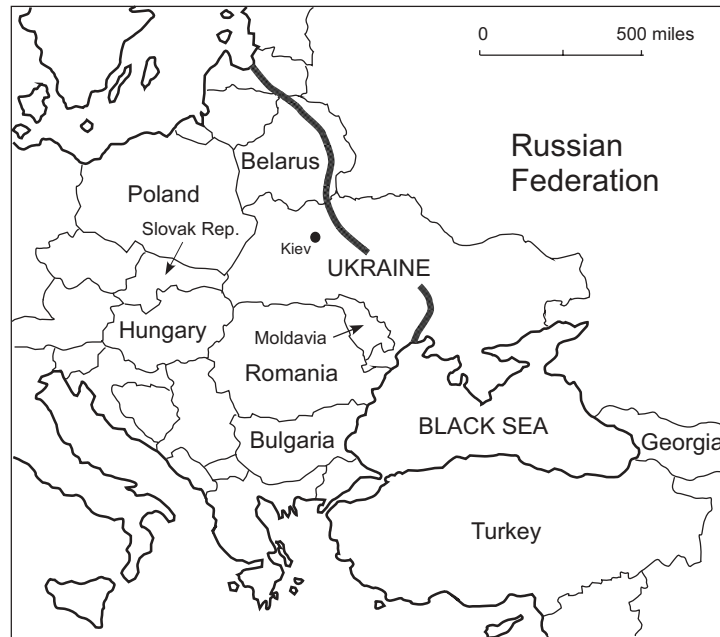 0 500 miles
Russian
Federation
Belarus
Poland
Slovak Rep.
Kiev
UKRAINE
Hungary
Moldavia
Romania
BLACK SEA
Bulgaria
Georgia
Turkey